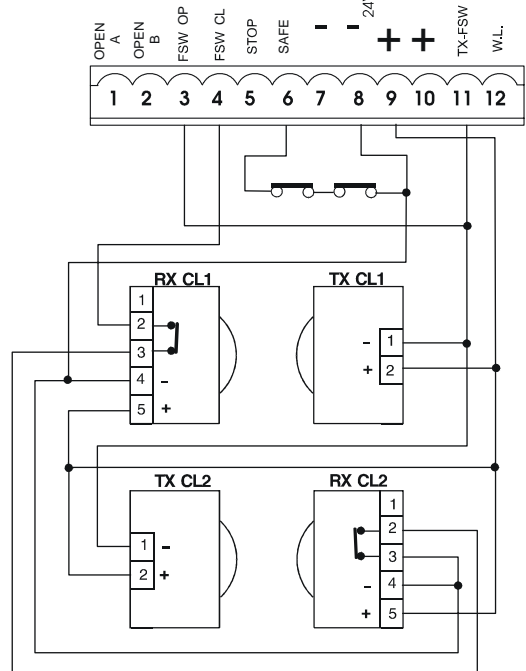 OPEN A
OPEN B
FSW OP
FSW CL
STOP
SAFE
-
-
24V
+
+
TX-FSW
W.L.
1 2 3 4 5 6 7 8 9 10 11 12
RX CL1
1
2
3
4 -
5 +
TX CL1
- 1
+ 2
TX CL2
1 -
2 +
RX CL2
1
2
3
- 4
+ 5